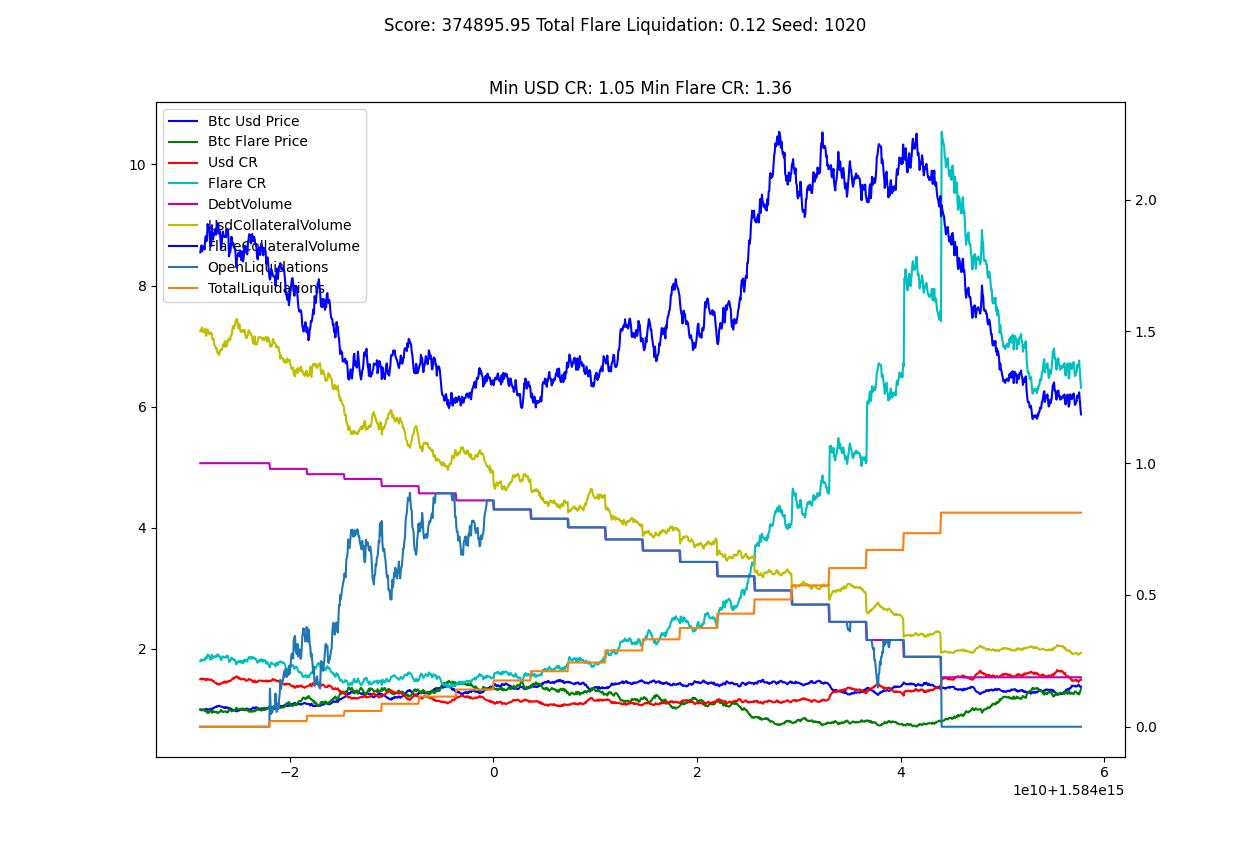 Score: 374895.95 Total Flare Liquidation: 0.12 Seed: 1020
Min USD CR: 1.05 Min Flare CR: 1.36
Btc Usd Price
Btc Flare Price
Usd CR
Flare CR
DebtVolume
UsdCollateralVolume
FlareCollateralVolume
OpenLiquidations
TotalLiquidations
10
8
6
4
2
2.0
1.5
1.0
0.5
0.0
−2
0
2
4
6
1e10+1.584e15